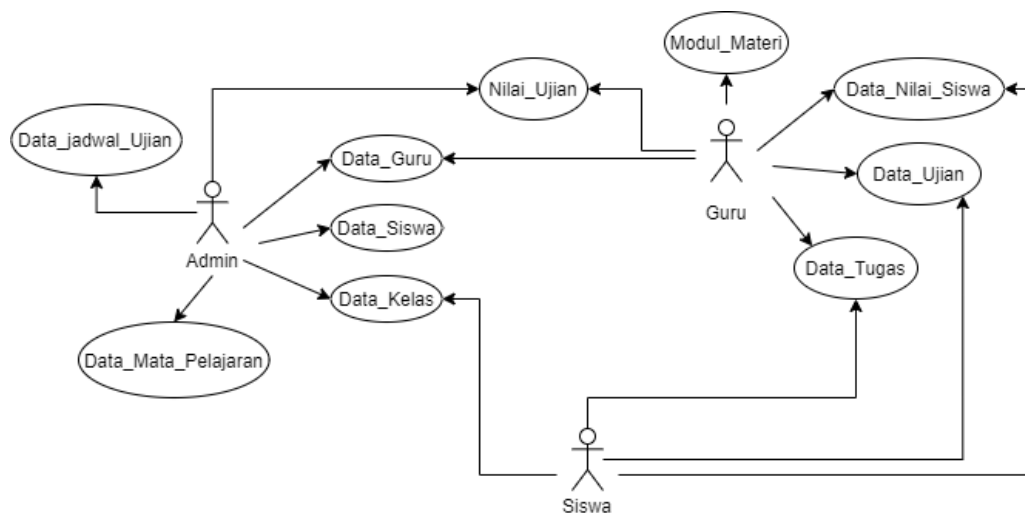 Modul_Materi
Nilai_Ujian
Data_Nilai_Siswa
Data_jadwal_Ujian
Data_Guru
Data_Ujian
Guru
Data_Siswa
Admin
Data_Tugas
Data_Kelas
Data_Mata_Pelajaran
Siswa